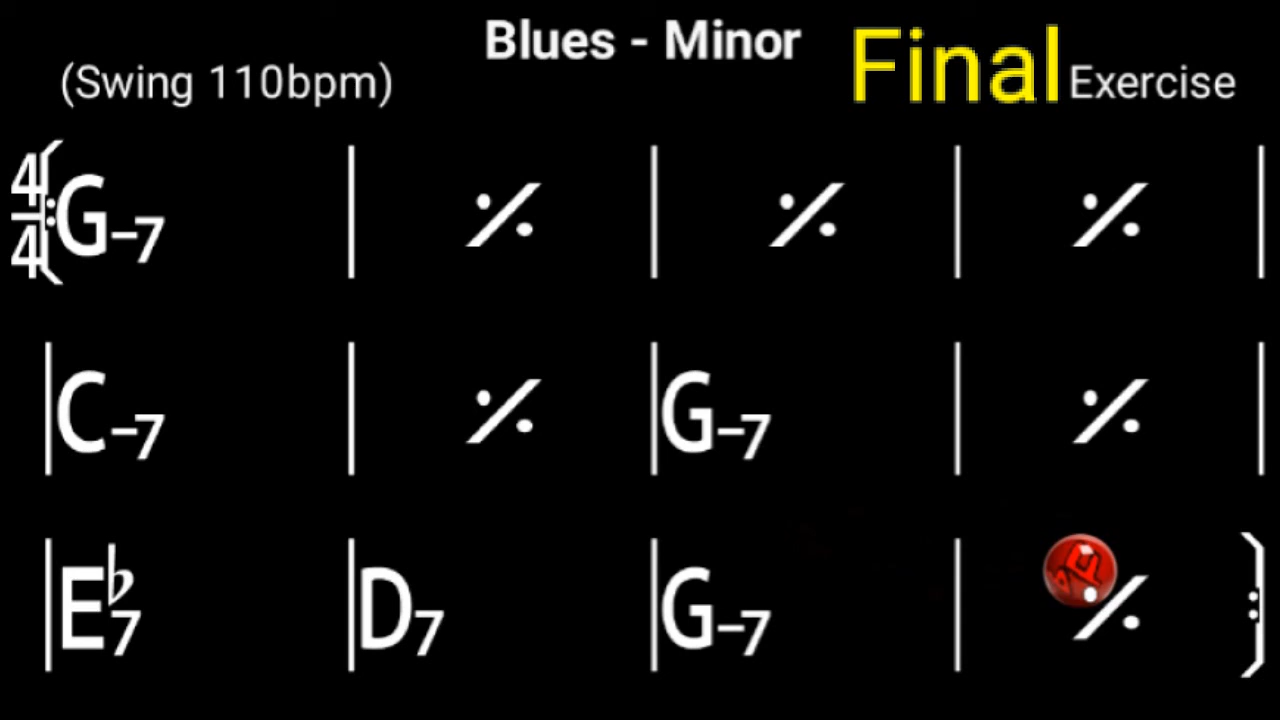 Blues - Minor
(Swing 110bpm) Final Exercise
4/4 G-7 | 𝄎 | 𝄎 | 𝄎 |
| C-7 | 𝄎 | G-7 | 𝄎 |
| E♭7 | D7 | G-7 | 𝄎